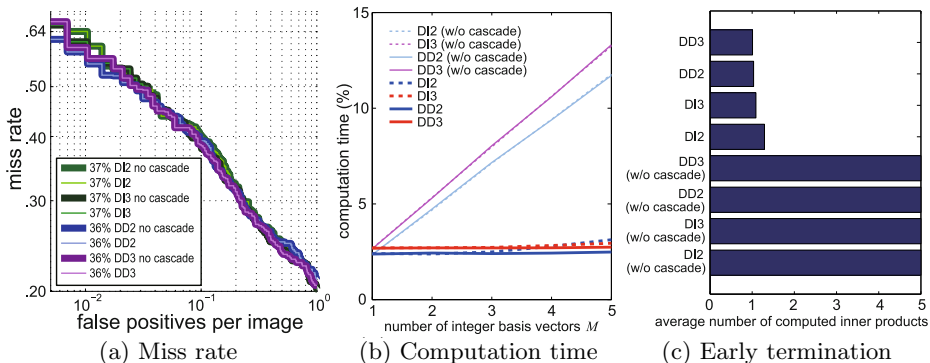 .64
.50
.40
.30
.20
miss rate
37% DI2 no cascade
37% DI2
37% DI3 no cascade
37% DI3
36% DD2 no cascade
36% DD2
36% DD3 no cascade
36% DD3
10⁻² 10⁻¹ 10⁰
false positives per image
(a) Miss rate
15
10
5
0
computation time (%)
DI2 (w/o cascade)
DI3 (w/o cascade)
DD2 (w/o cascade)
DD3 (w/o cascade)
DI2
DI3
DD2
DD3
1 2 3 4 5
number of integer basis vectors M
(b) Computation time
DD3
DD2
DI3
DI2
DD3
(w/o cascade)
DD2
(w/o cascade)
DI3
(w/o cascade)
DI2
(w/o cascade)
0 1 2 3 4 5
average number of computed inner products
(c) Early termination